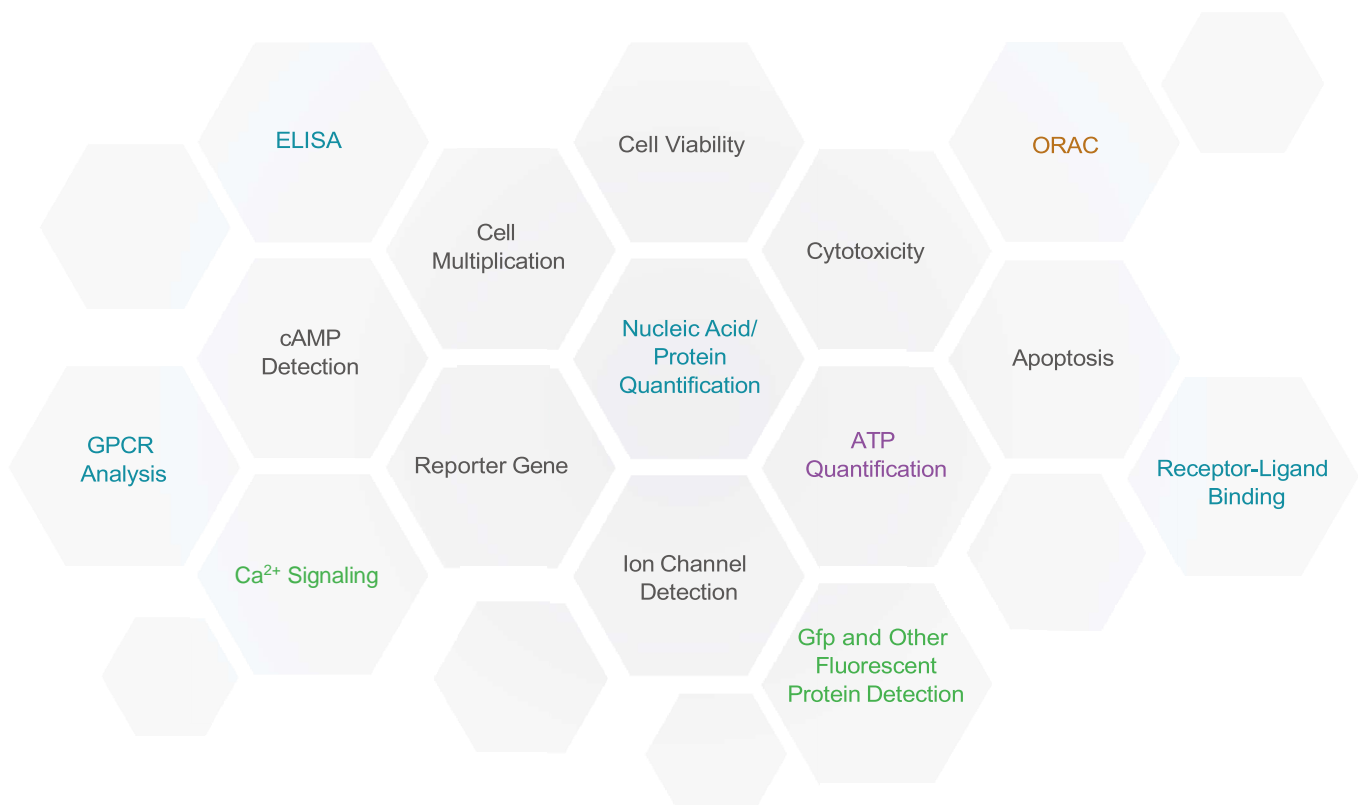 ELISA
Cell Viability
ORAC
Cell
Multiplication
Cytotoxicity
cAMP
Detection
Nucleic Acid/
Protein
Quantification
Apoptosis
GPCR
Analysis
Reporter Gene
ATP
Quantification
Receptor-Ligand
Binding
Ca²⁺ Signaling
Ion Channel
Detection
Gfp and Other
Fluorescent
Protein Detection